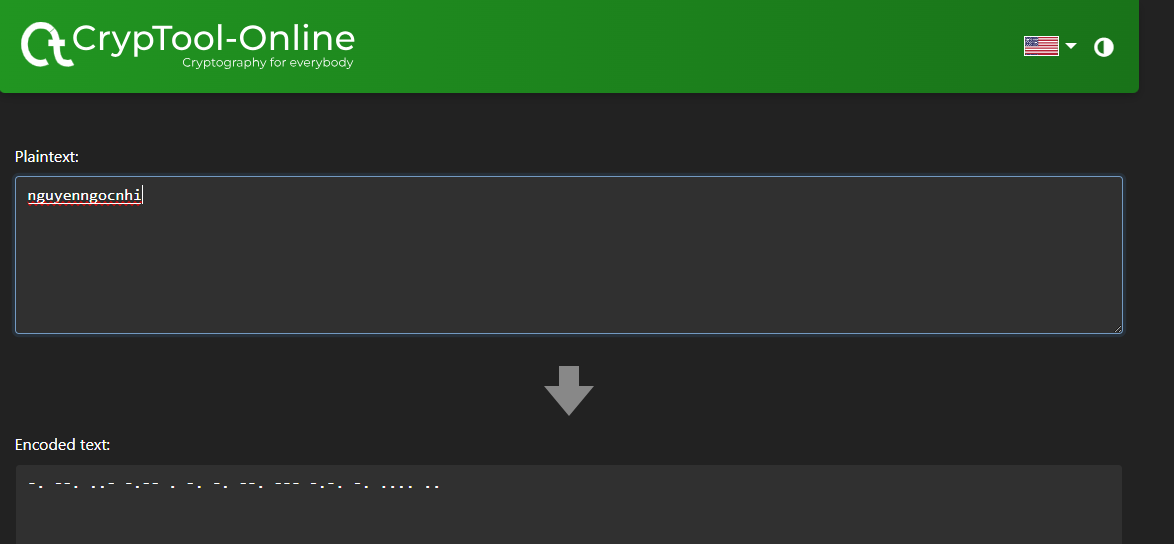 CrypTool-Online
Cryptography for everybody
Plaintext:
nguyenngocnhi
Encoded text:
-. --. ..- -.-- . -. -. --. --- -.-. -. .... ..